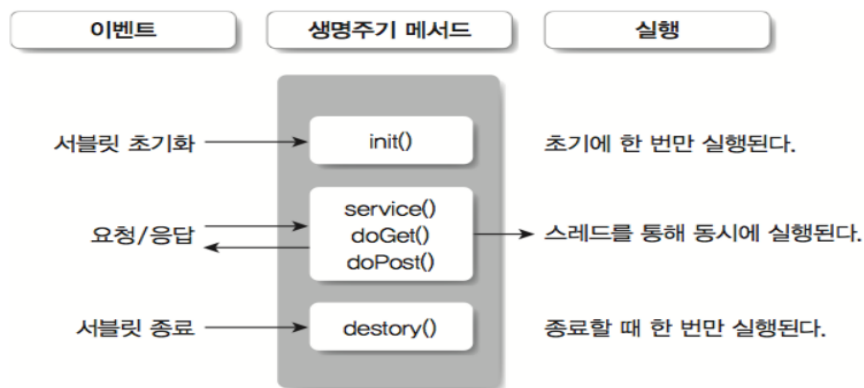 이벤트 생명주기 메서드 실행
서블릿 초기화 init() 초기에 한 번만 실행된다.
service()
요청/응답 doGet() 스레드를 통해 동시에 실행된다.
doPost()
서블릿 종료 destory() 종료할 때 한 번만 실행된다.